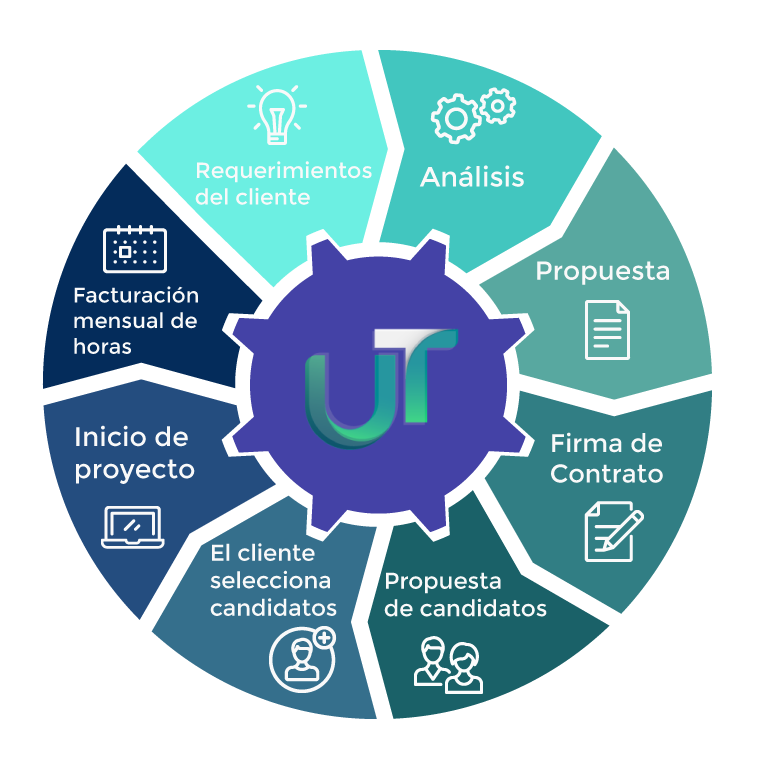 Requerimientos
del cliente
Análisis
Propuesta
Firma de
Contrato
Propuesta
de candidatos
El cliente
selecciona
candidatos
Inicio de
proyecto
Facturación
mensual de
horas
UT